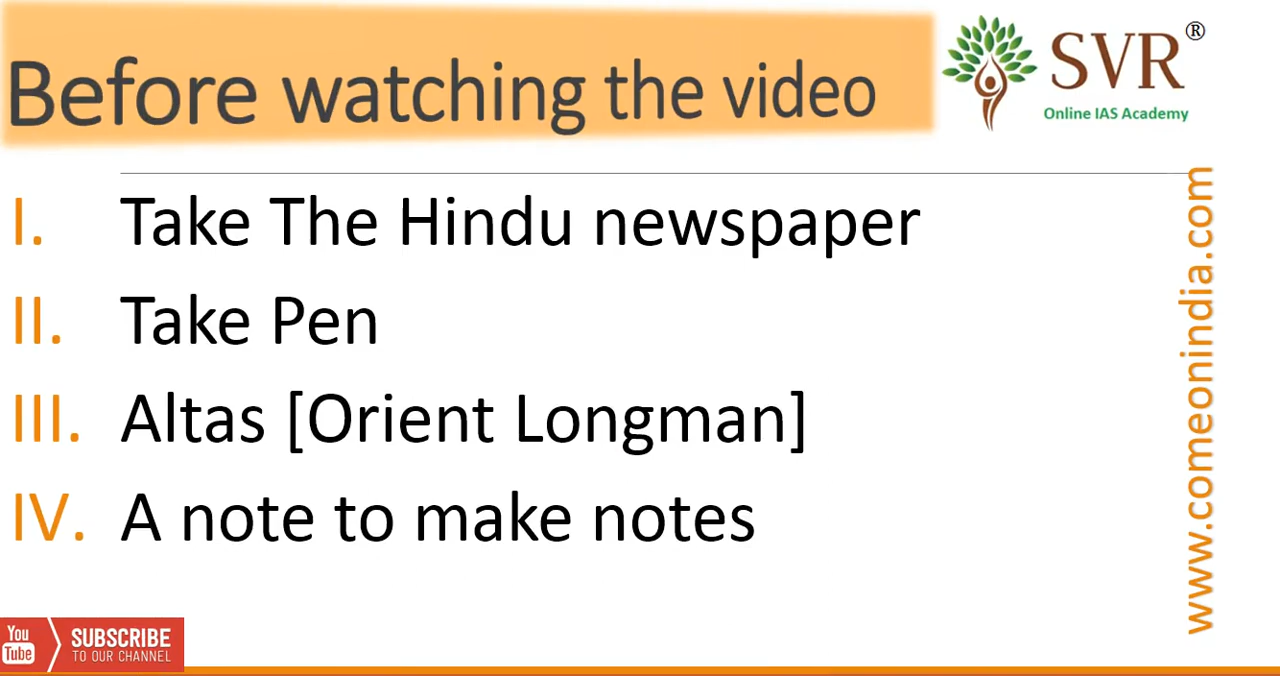 Before watching the video
SVR®
Online IAS Academy
I. Take The Hindu newspaper
II. Take Pen
III. Altas [Orient Longman]
IV. A note to make notes
www.comeonindia.com
You
Tube
SUBSCRIBE
TO OUR CHANNEL